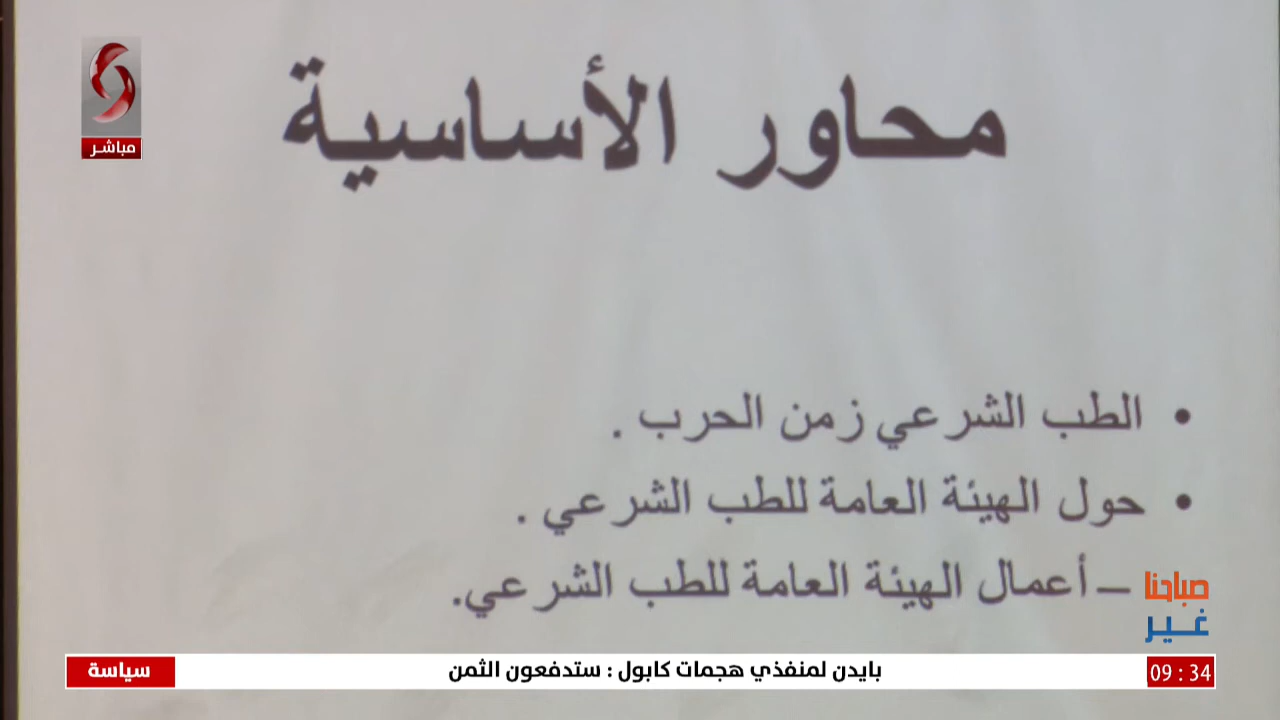 مباشر
محاور الأساسية
• الطب الشرعي زمن الحرب .
• حول الهيئة العامة للطب الشرعي .
– أعمال الهيئة العامة للطب الشرعي.
صباحنا
غير
09 : 34
بايدن لمنفذي هجمات كابول : ستدفعون الثمن
سياسة